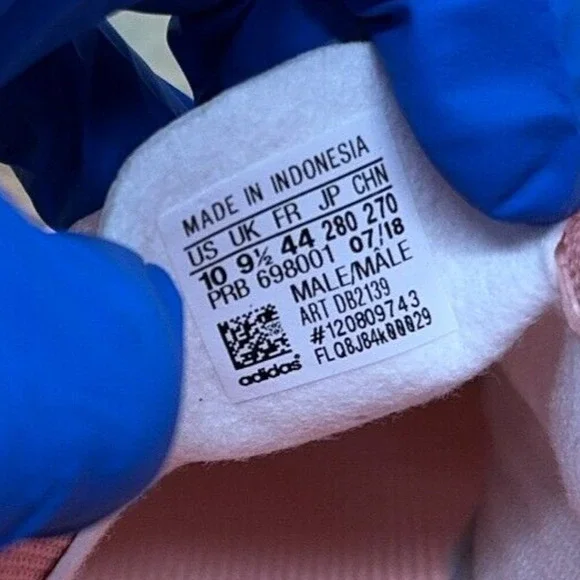 MADE IN INDONESIA
US UK FR JP CHN
10 9½ 44 280 270
PRB 698001 07/18
MALE/MALE
ART DB2139
#120809743
FLQ8J84k00029
adidas